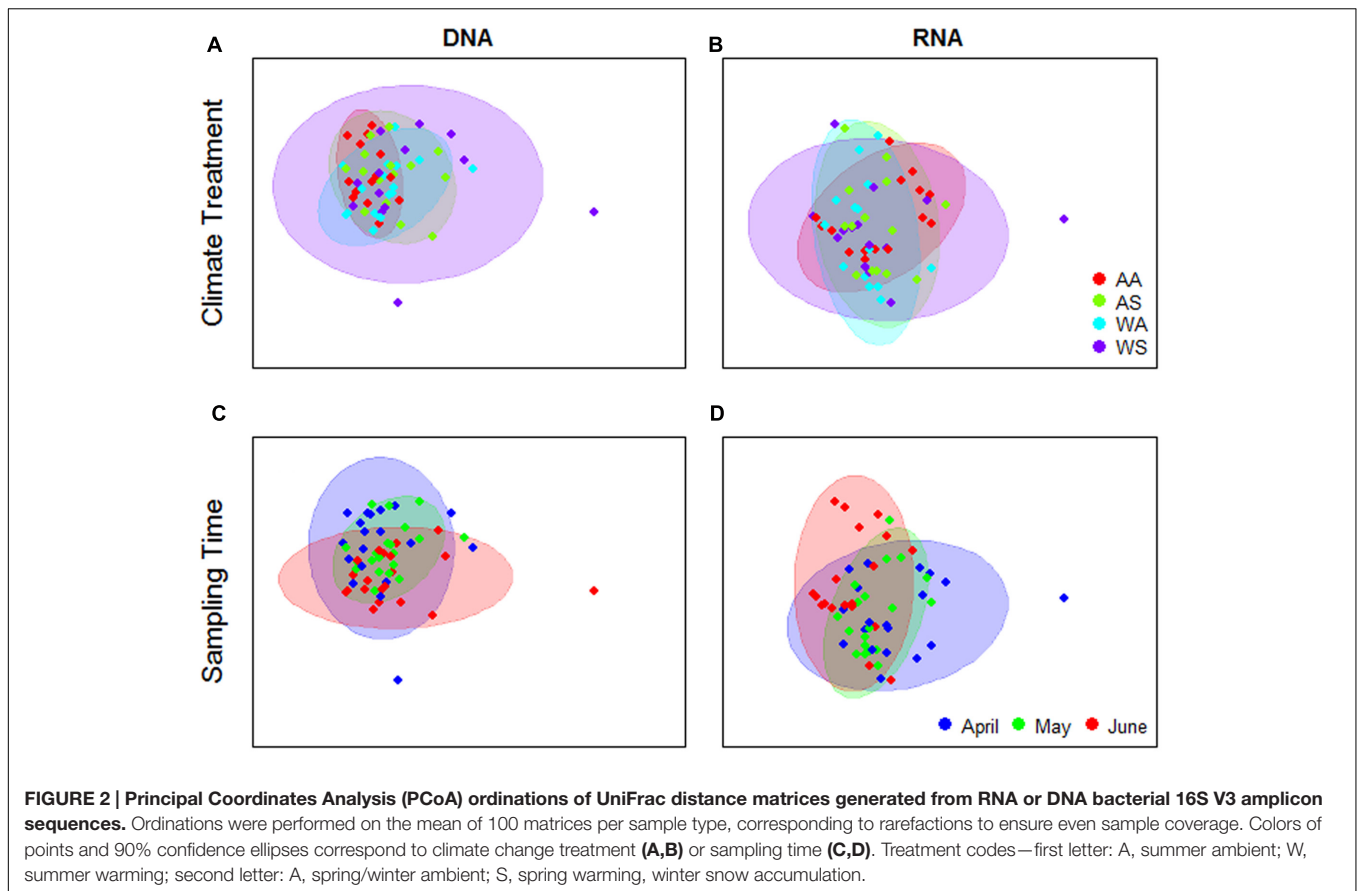 A
DNA
B
RNA
Climate Treatment
AA
AS
WA
WS
C
D
Sampling Time
April
May
June
FIGURE 2 | Principal Coordinates Analysis (PCoA) ordinations of UniFrac distance matrices generated from RNA or DNA bacterial 16S V3 amplicon
sequences. Ordinations were performed on the mean of 100 matrices per sample type, corresponding to rarefactions to ensure even sample coverage. Colors of
points and 90% confidence ellipses correspond to climate change treatment (A,B) or sampling time (C,D). Treatment codes—first letter: A, summer ambient; W,
summer warming; second letter: A, spring/winter ambient; S, spring warming, winter snow accumulation.